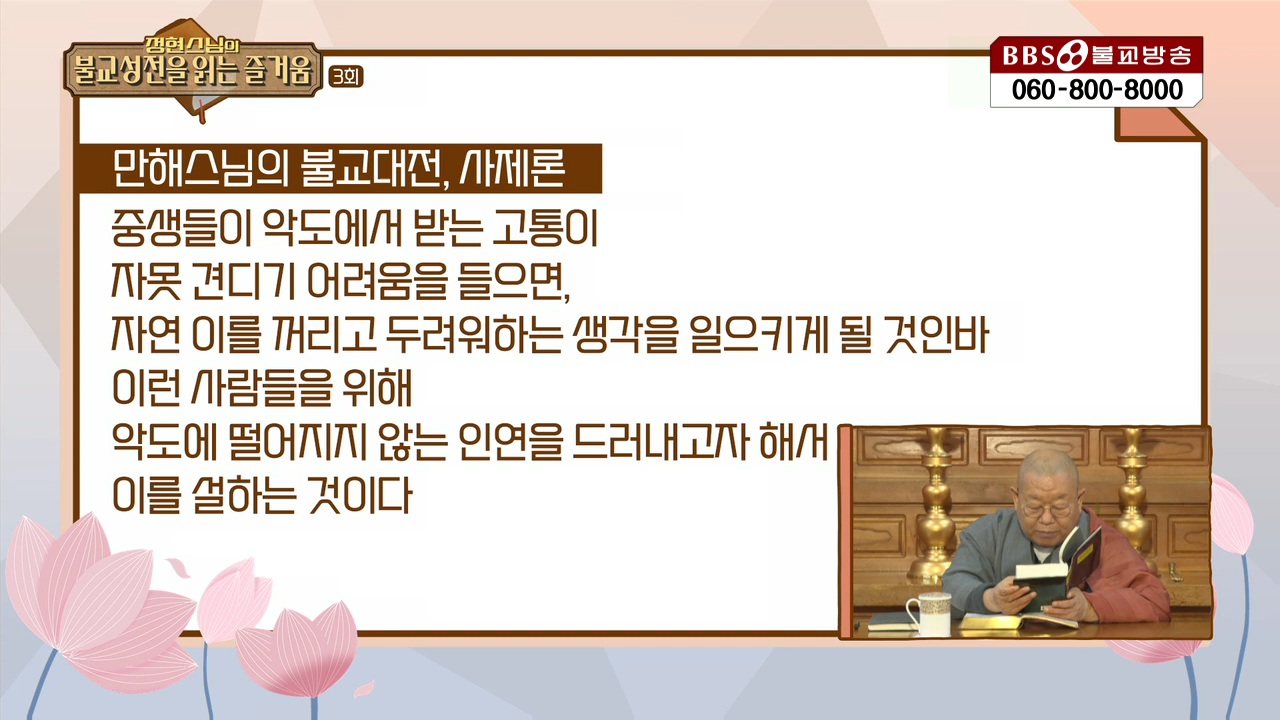 정현스님의
불교성전을 읽는 즐거움
3회
BBS 불교방송
060-800-8000
만해스님의 불교대전, 사제론
중생들이 악도에서 받는 고통이
자못 견디기 어려움을 들으면,
자연 이를 꺼리고 두려워하는 생각을 일으키게 될 것인바
이런 사람들을 위해
악도에 떨어지지 않는 인연을 드러내고자 해서
이를 설하는 것이다